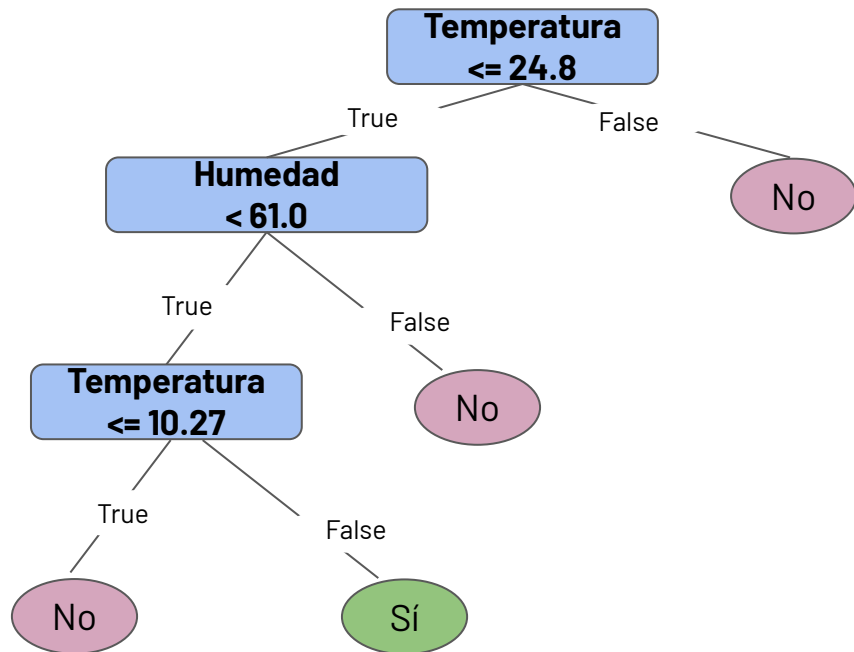 Temperatura
<= 24.8
True
False
Humedad
< 61.0
No
True
False
Temperatura
<= 10.27
No
True
False
No
Sí